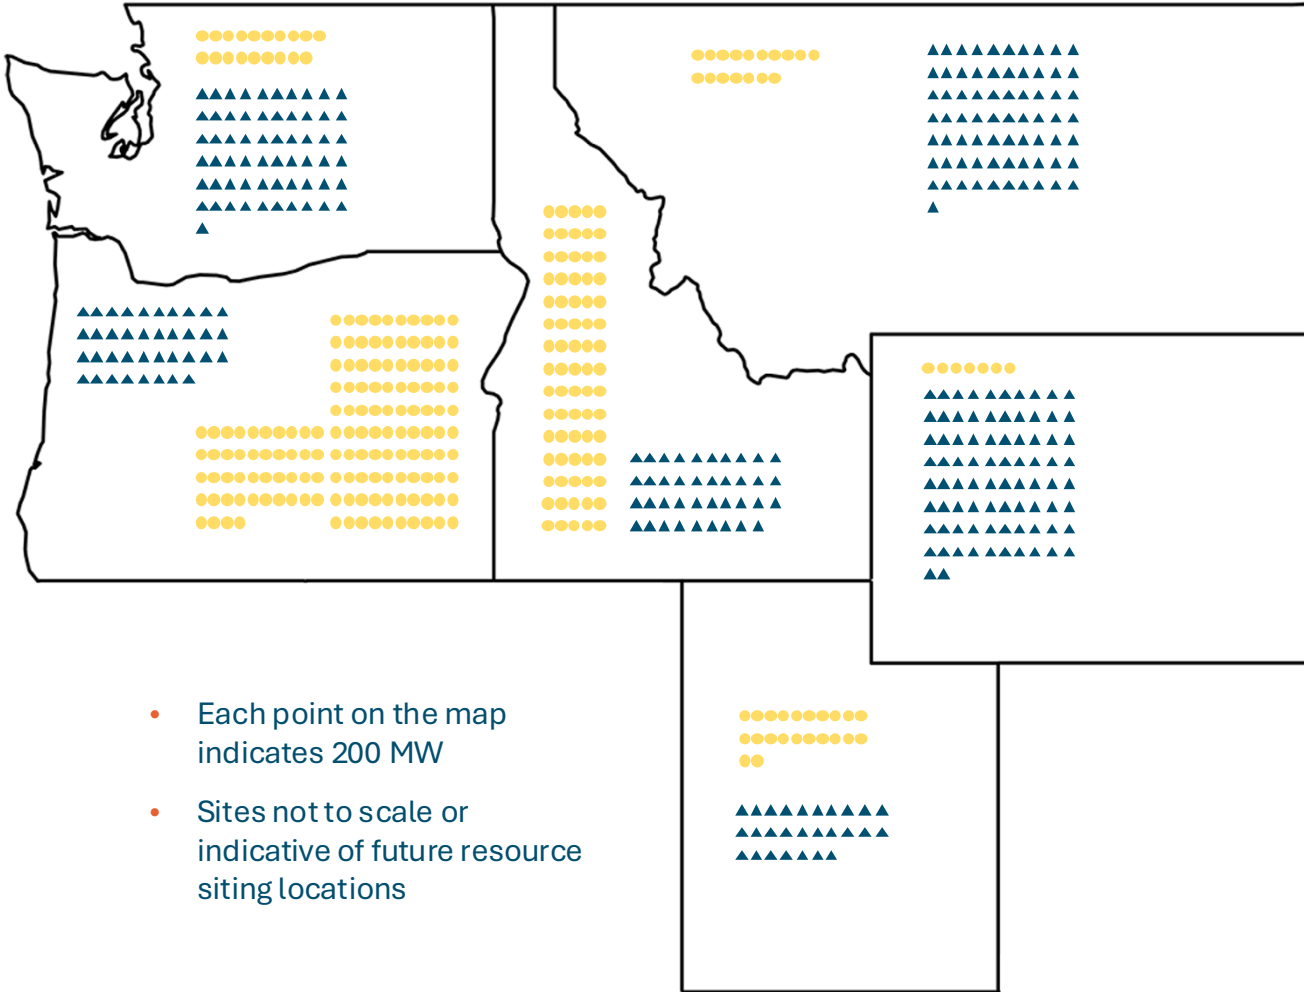 • Each point on the map
indicates 200 MW
• Sites not to scale or
indicative of future resource
siting locations